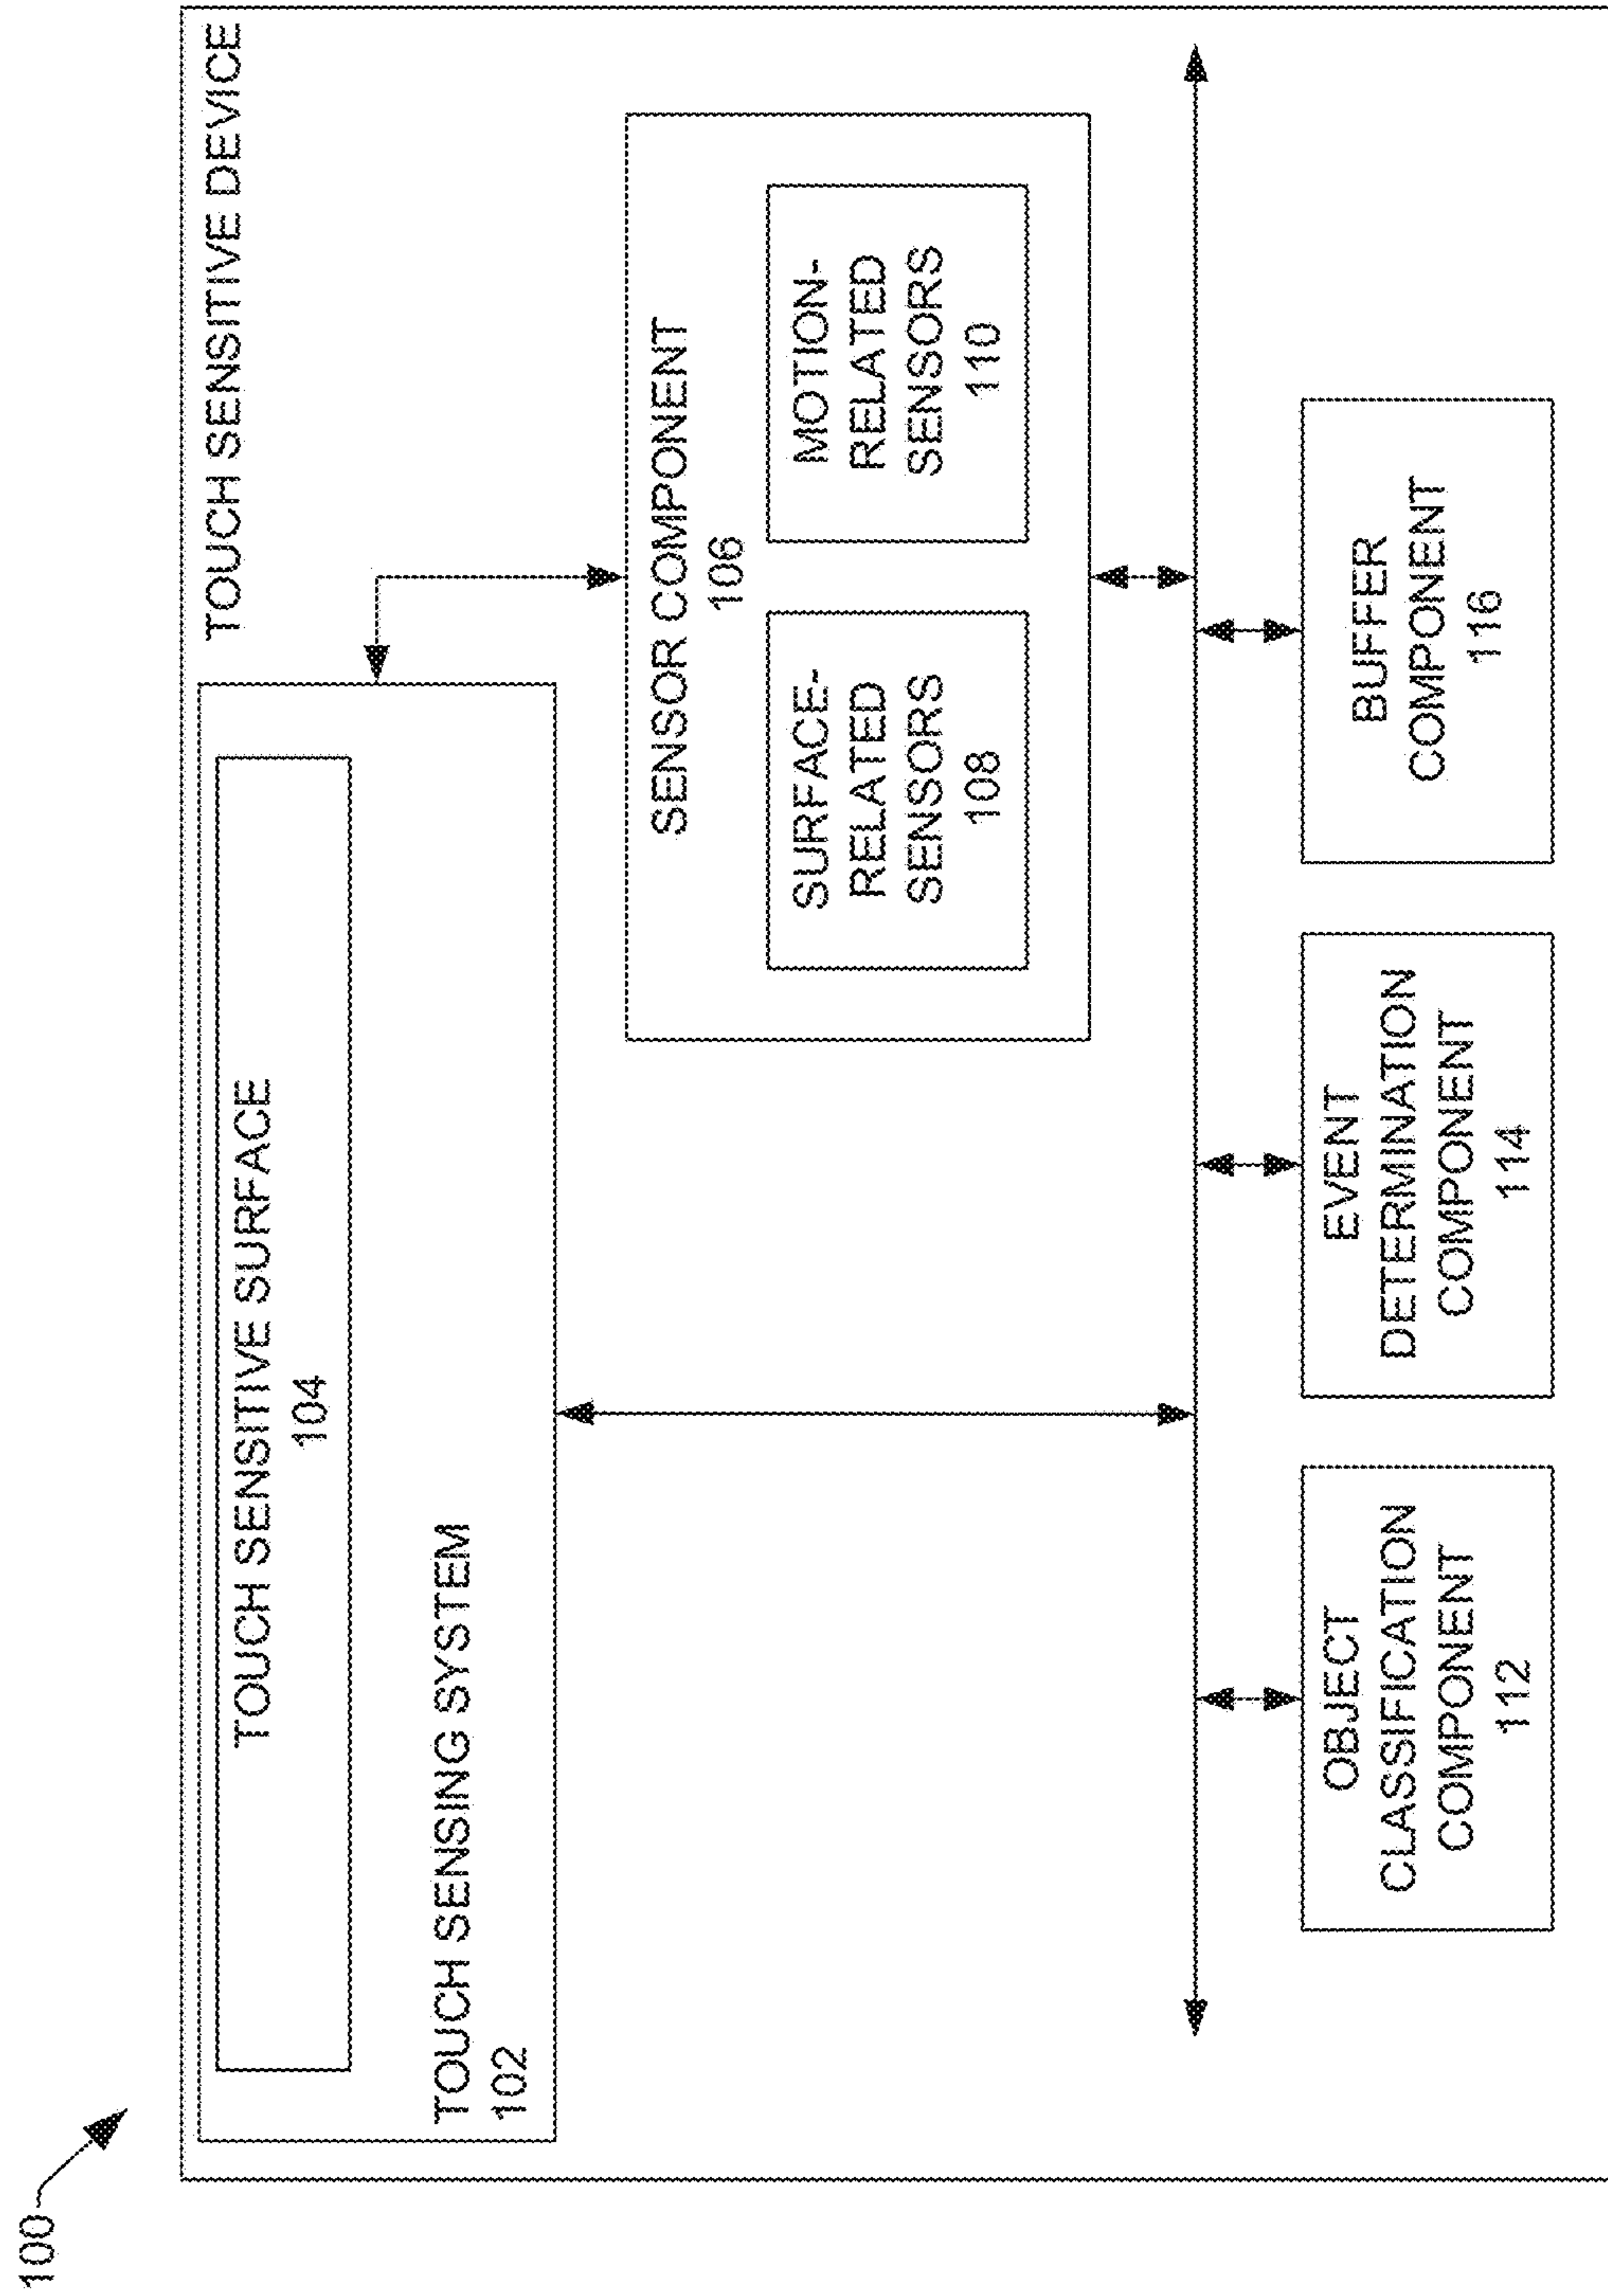 100
TOUCH SENSITIVE DEVICE
TOUCH SENSITIVE SURFACE
104
TOUCH SENSING SYSTEM
102
SENSOR COMPONENT
106
SURFACE-
RELATED
SENSORS
108
MOTION-
RELATED
SENSORS
110
OBJECT
CLASSIFICATION
COMPONENT
112
EVENT
DETERMINATION
COMPONENT
114
BUFFER
COMPONENT
116